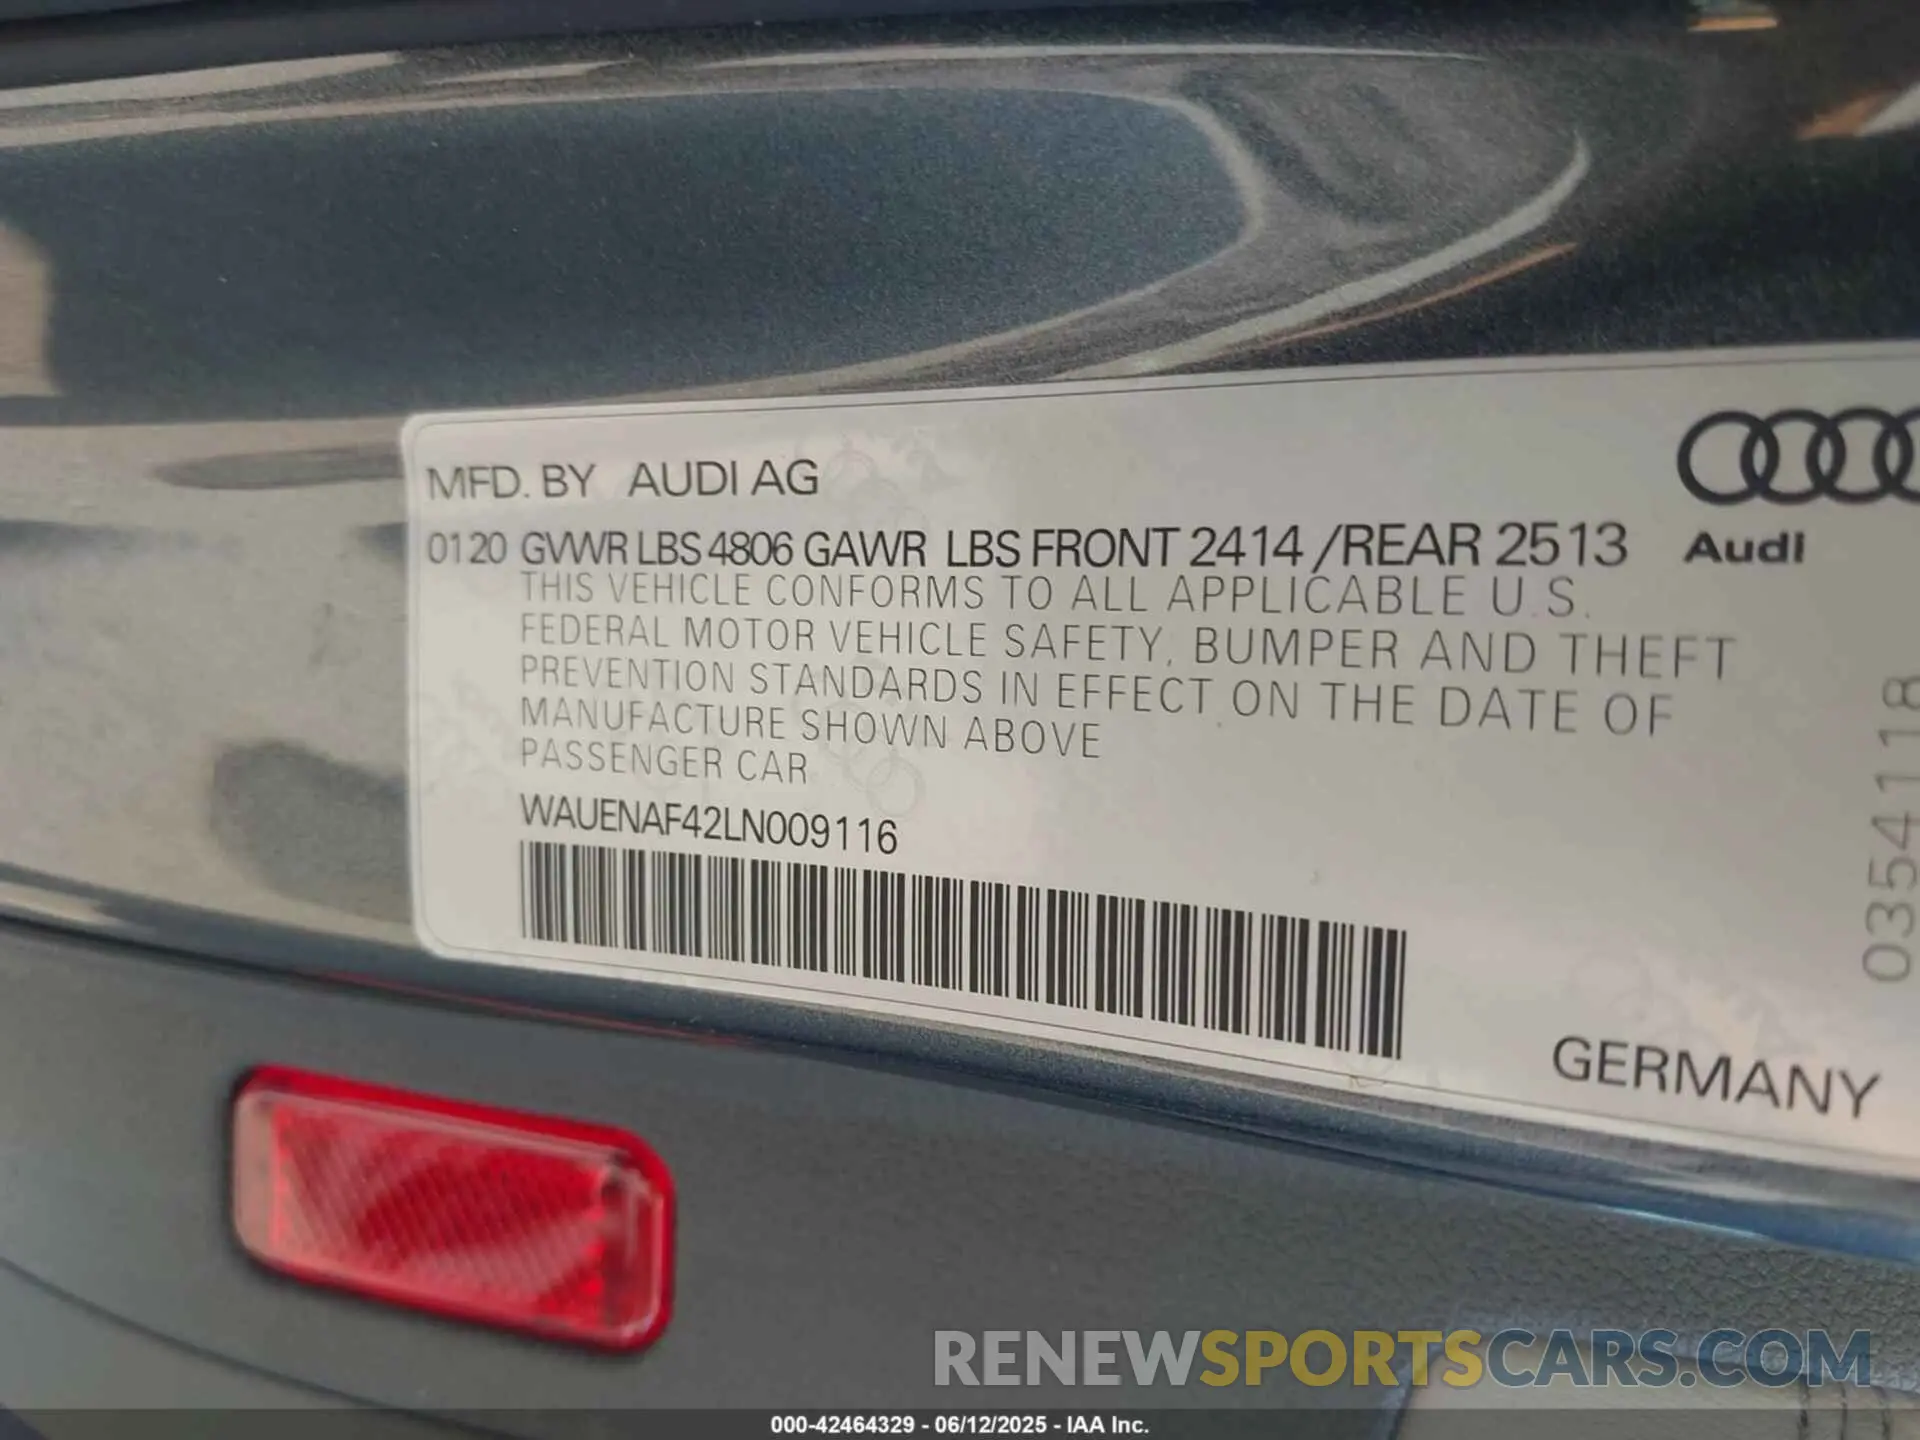 MFD. BY AUDI AG
0120 GVWR LBS 4806 GAWR LBS FRONT 2414 /REAR 2513
Audi
THIS VEHICLE CONFORMS TO ALL APPLICABLE U.S.
FEDERAL MOTOR VEHICLE SAFETY, BUMPER AND THEFT
PREVENTION STANDARDS IN EFFECT ON THE DATE OF
MANUFACTURE SHOWN ABOVE
PASSENGER CAR
WAUENAF42LN009116
0354118
GERMANY
RENEWSPORTSCARS.COM
000-42464329 - 06/12/2025 - IAA Inc.